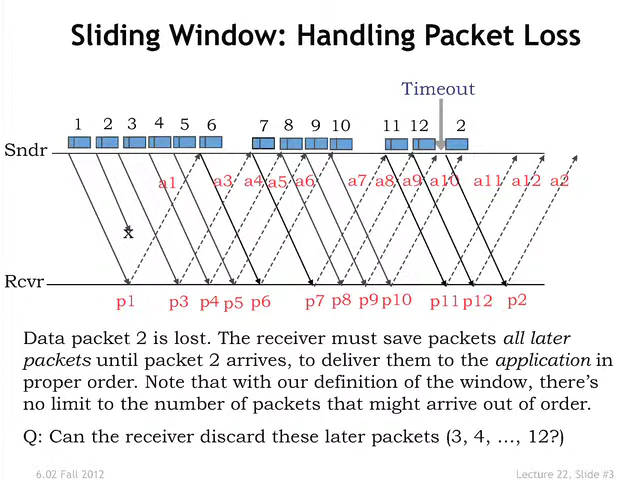 Sliding Window: Handling Packet Loss
Timeout
1 2 3 4 5 6 7 8 9 10 11 12 2
Sndr
a1 a3 a4 a5 a6 a7 a8 a9 a10 a11 a12 a2
x
Rcvr
p1 p3 p4 p5 p6 p7 p8 p9 p10 p11 p12 p2
Data packet 2 is lost. The receiver must save packets all later
packets until packet 2 arrives, to deliver them to the application in
proper order. Note that with our definition of the window, there's
no limit to the number of packets that might arrive out of order.
Q: Can the receiver discard these later packets (3, 4, ..., 12?)
6.02 Fall 2012 Lecture 22, Slide #3